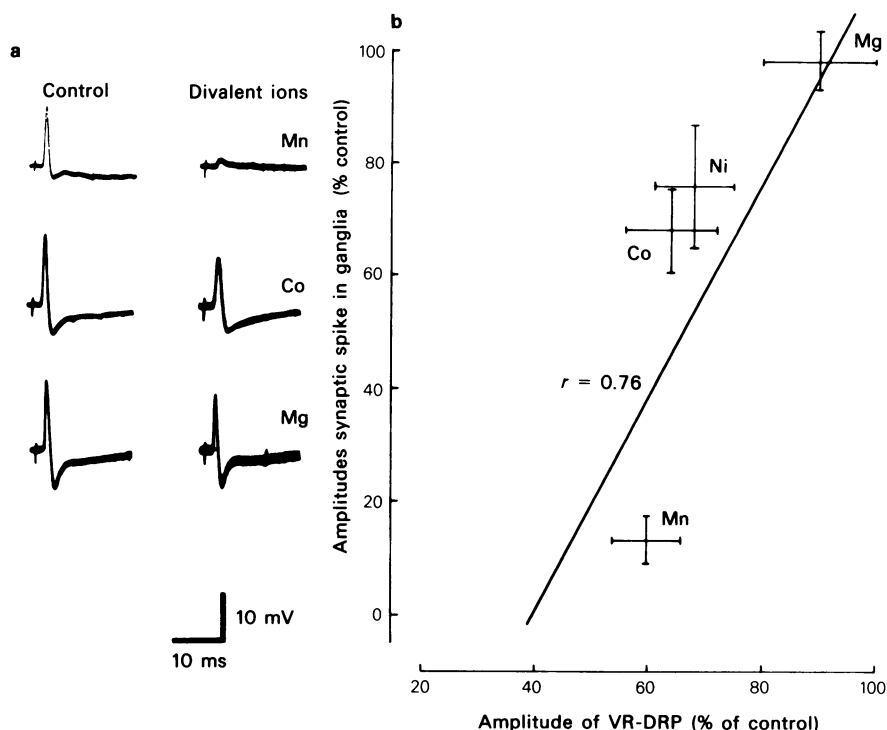 a
Control
Divalent ions
Mn
Co
Mg
10 mV
10 ms
b
Amplitudes synaptic spike in ganglia (% control)
100
80
60
40
20
0
Mg
Ni
Co
r = 0.76
Mn
20
40
60
80
100
Amplitude of VR-DRP (% of control)